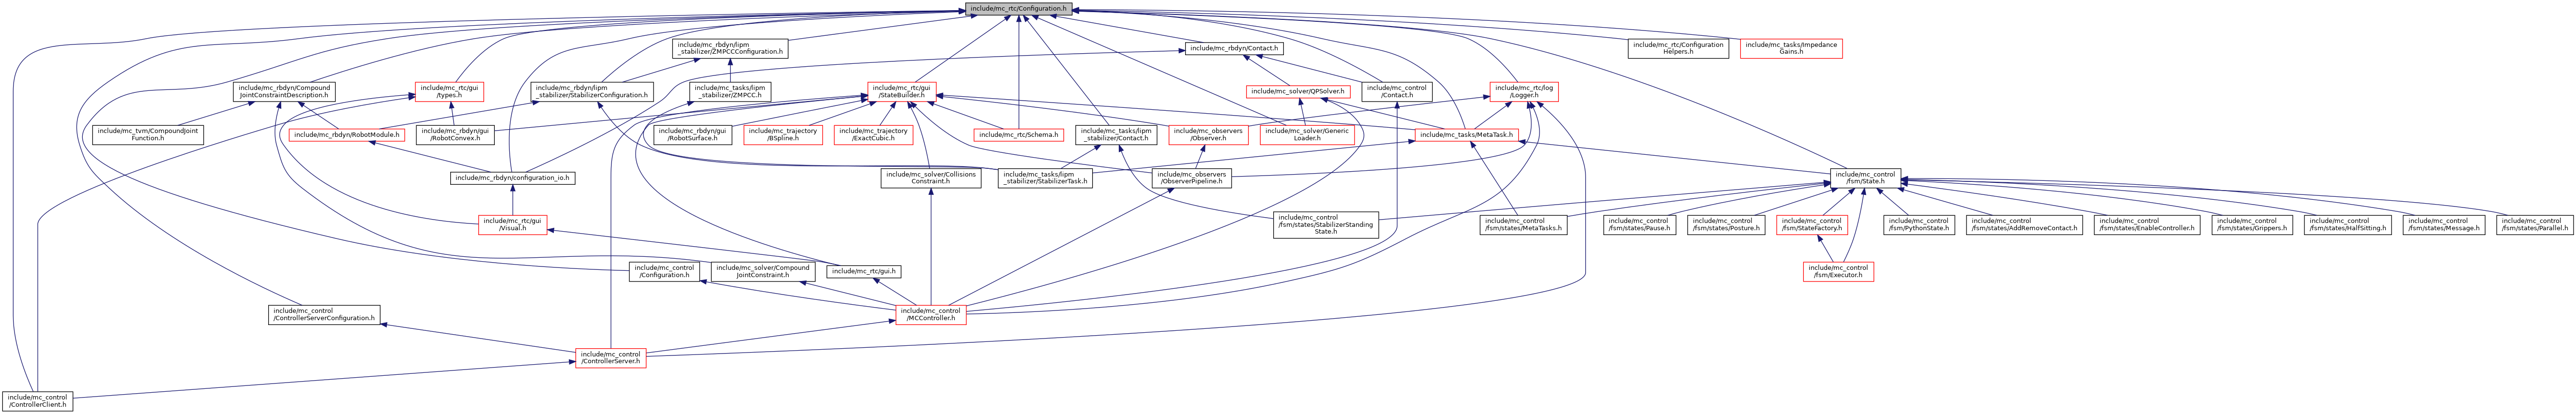 include/mc_rtc/Configuration.h
include/mc_rbdyn/lipm
_stabilizer/ZMPCCConfiguration.h
include/mc_rbdyn/Contact.h
include/mc_rtc/Configuration
Helpers.h
include/mc_tasks/Impedance
Gains.h
include/mc_rbdyn/Compound
JointConstraintDescription.h
include/mc_rtc/gui
/types.h
include/mc_rbdyn/lipm
_stabilizer/StabilizerConfiguration.h
include/mc_tasks/lipm
_stabilizer/ZMPCC.h
include/mc_rtc/gui
/StateBuilder.h
include/mc_solver/QPSolver.h
include/mc_control
/Contact.h
include/mc_rtc/log
/Logger.h
include/mc_tvm/CompoundJoint
Function.h
include/mc_rbdyn/RobotModule.h
include/mc_rbdyn/gui
/RobotConvex.h
include/mc_rbdyn/gui
/RobotSurface.h
include/mc_trajectory
/BSpline.h
include/mc_trajectory
/ExactCubic.h
include/mc_rtc/Schema.h
include/mc_tasks/lipm
_stabilizer/Contact.h
include/mc_observers
/Observer.h
include/mc_solver/Generic
Loader.h
include/mc_tasks/MetaTask.h
include/mc_rbdyn/configuration_io.h
include/mc_solver/Collisions
Constraint.h
include/mc_tasks/lipm
_stabilizer/StabilizerTask.h
include/mc_observers
/ObserverPipeline.h
include/mc_control
/fsm/State.h
include/mc_rtc/gui
/Visual.h
include/mc_control
/fsm/states/StabilizerStanding
State.h
include/mc_control
/fsm/states/MetaTasks.h
include/mc_control
/fsm/states/Pause.h
include/mc_control
/fsm/states/Posture.h
include/mc_control
/fsm/StateFactory.h
include/mc_control
/fsm/PythonState.h
include/mc_control
/fsm/states/AddRemoveContact.h
include/mc_control
/fsm/states/EnableController.h
include/mc_control
/fsm/states/Grippers.h
include/mc_control
/fsm/states/HalfSitting.h
include/mc_control
/fsm/states/Message.h
include/mc_control
/fsm/states/Parallel.h
include/mc_control
/Configuration.h
include/mc_solver/Compound
JointConstraint.h
include/mc_rtc/gui.h
include/mc_control
/fsm/Executor.h
include/mc_control
/ControllerServerConfiguration.h
include/mc_control
/MCController.h
include/mc_control
/ControllerServer.h
include/mc_control
/ControllerClient.h